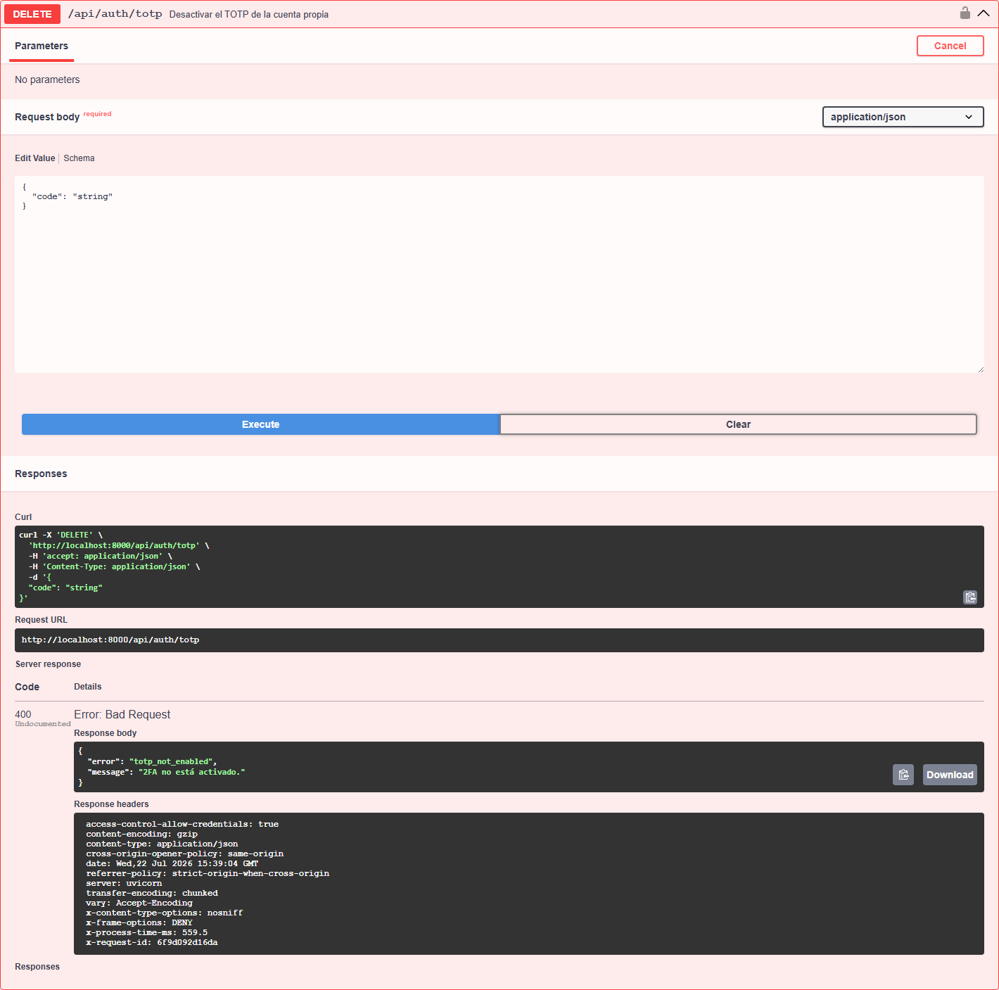 DELETE /api/auth/totp Desactivar el TOTP de la cuenta propia
Parameters Cancel
No parameters
Request body required application/json
Edit Value Schema
{
  "code": "string"
}
Execute Clear
Responses
Curl
curl -X 'DELETE' \
  'http://localhost:8000/api/auth/totp' \
  -H 'accept: application/json' \
  -H 'Content-Type: application/json' \
  -d '{
  "code": "string"
}'
Request URL
http://localhost:8000/api/auth/totp
Server response
Code Details
400 Error: Bad Request
Undocumented
Response body
{
  "error": "totp_not_enabled",
  "message": "2FA no está activado."
}
Download
Response headers
access-control-allow-credentials: true
content-encoding: gzip
content-type: application/json
cross-origin-opener-policy: same-origin
date: Wed,22 Jul 2026 15:39:04 GMT
referrer-policy: strict-origin-when-cross-origin
server: uvicorn
transfer-encoding: chunked
vary: Accept-Encoding
x-content-type-options: nosniff
x-frame-options: DENY
x-process-time-ms: 559.5
x-request-id: 6f9d092d16da
Responses